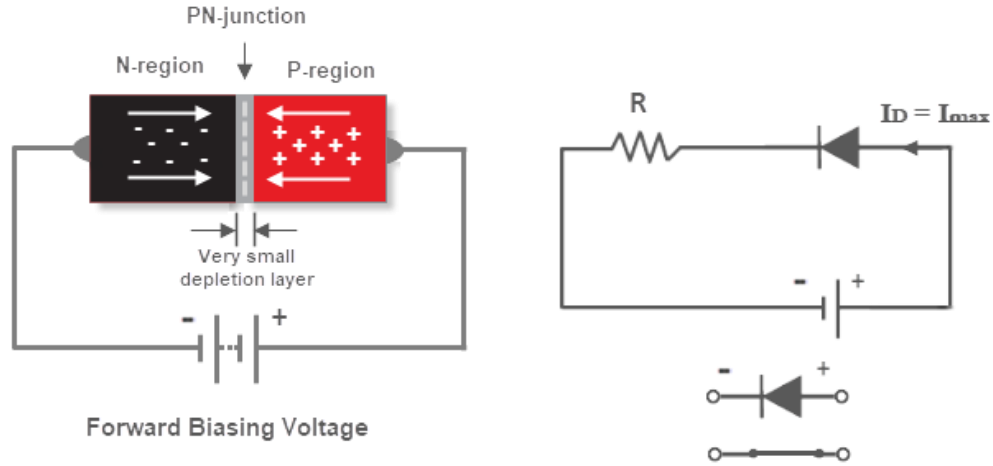 PN-junction
N-region
P-region
- - -
- -
- - -
+ + +
+ + +
+ + +
Very small
depletion layer
- +
Forward Biasing Voltage
R
ID = Imax
- +
- +